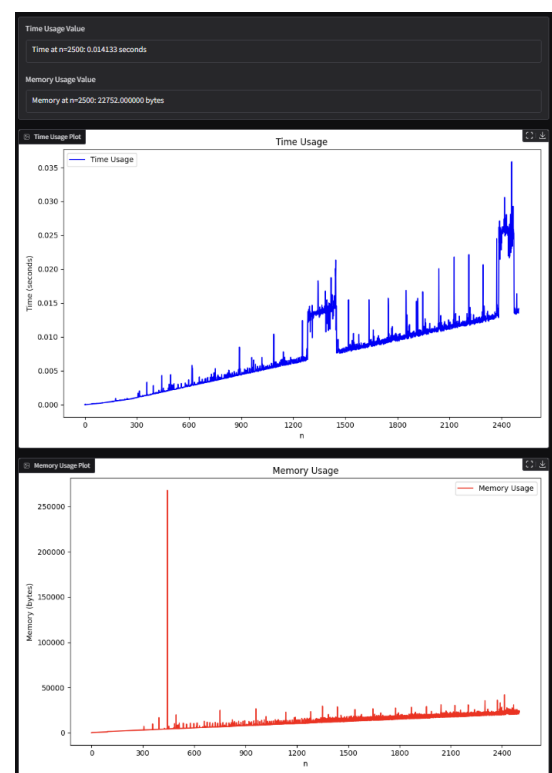 Time Usage Value
Time at n=2500: 0.014133 seconds
Memory Usage Value
Memory at n=2500: 22752.000000 bytes
Time Usage Plot
Time Usage
Time Usage
0.035
0.030
0.025
0.020
0.015
0.010
0.005
0.000
Time (seconds)
0 300 600 900 1200 1500 1800 2100 2400
n
Memory Usage Plot
Memory Usage
Memory Usage
250000
200000
150000
100000
50000
0
Memory (bytes)
0 300 600 900 1200 1500 1800 2100 2400
n